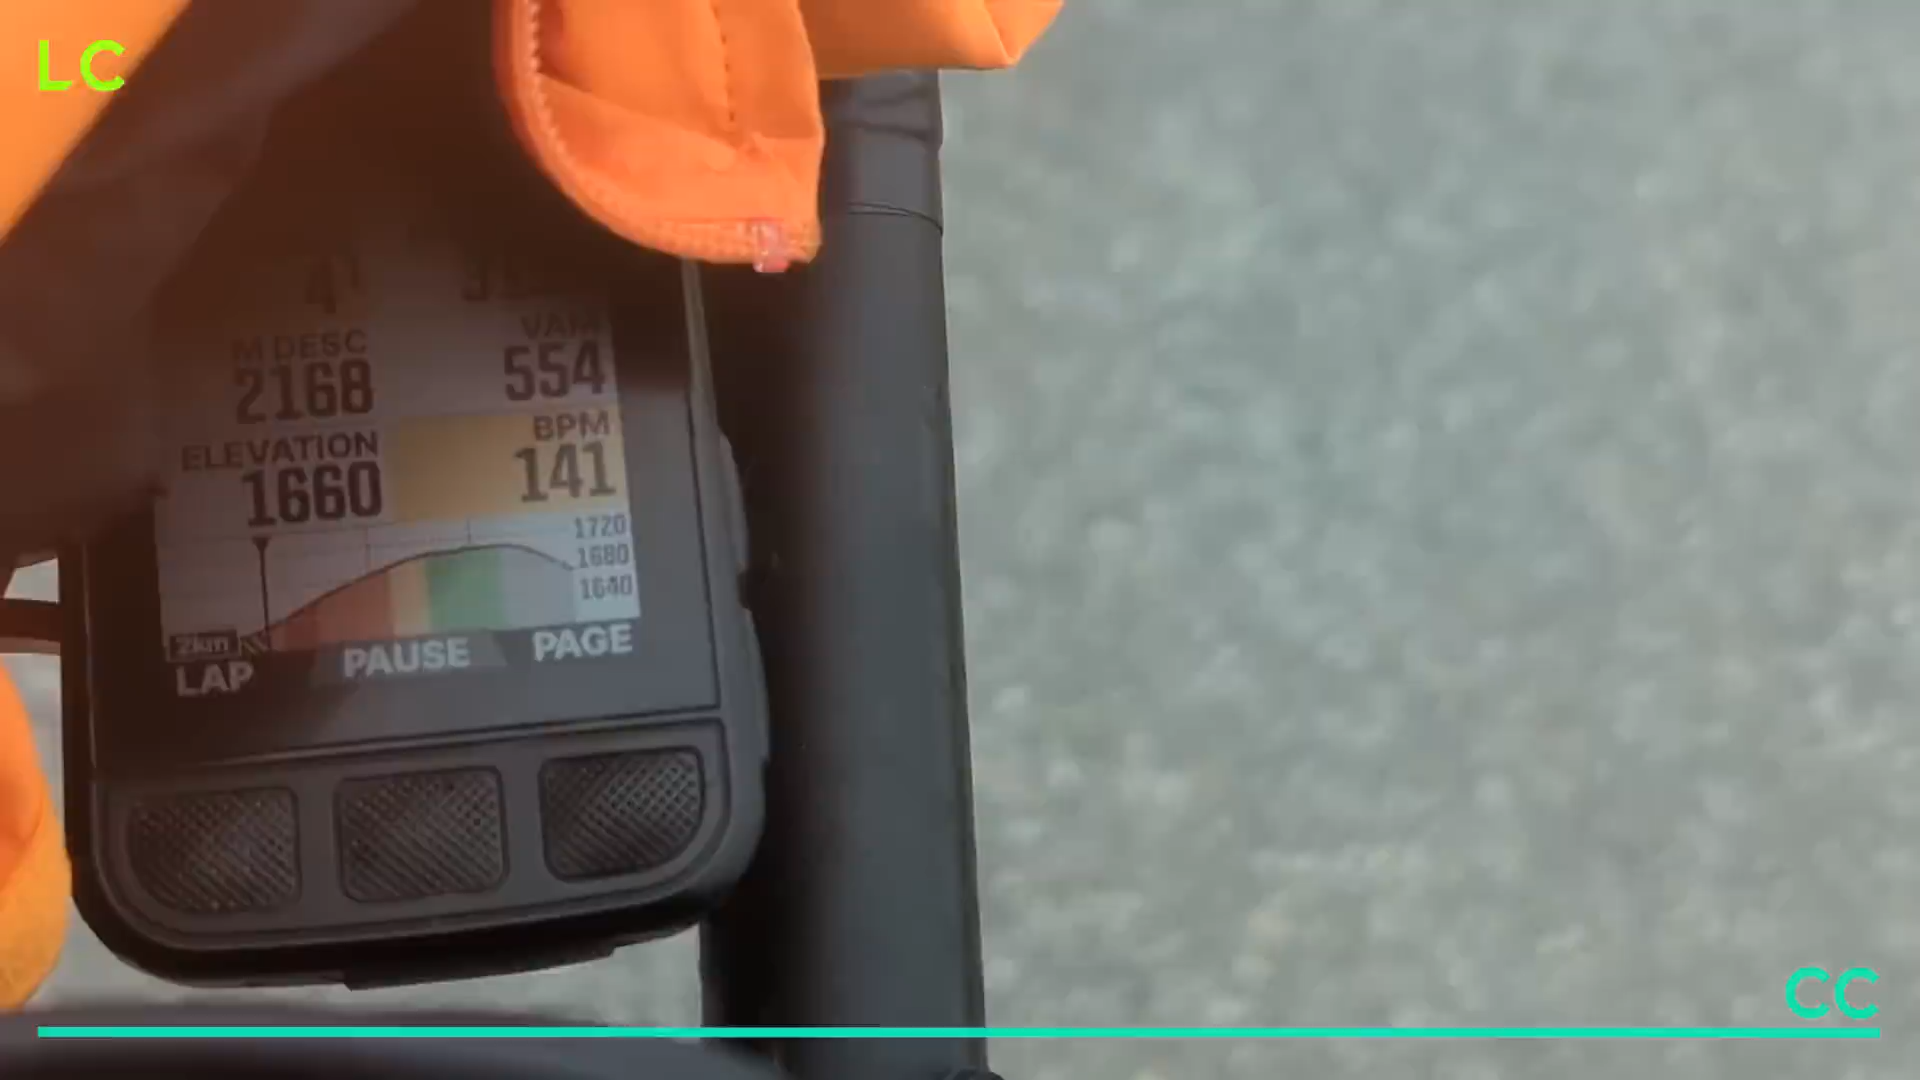 LC
M DESC VAM
2168 554
ELEVATION BPM
1660 141
1720
1680
1640
2km
LAP PAUSE PAGE
CC